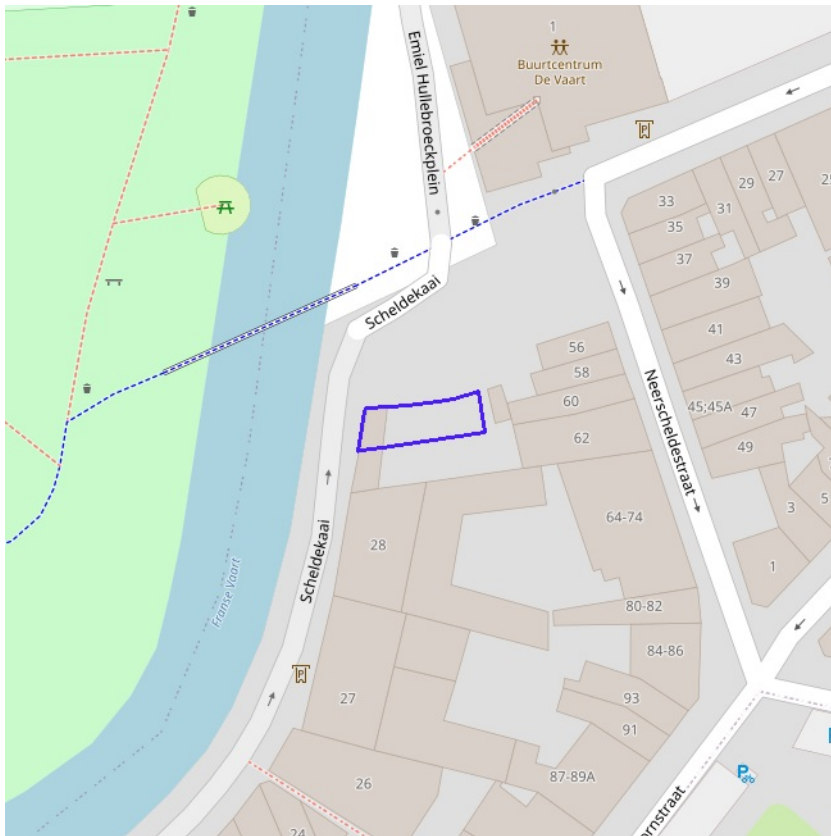 1
Buurtcentrum
De Vaart
Emiel Hullebroeckplein
P
33
29
27
31
35
37
39
Scheldekaai
41
56
43
58
45;45A
47
60
62
49
Neerscheldestraat
3
5
64-74
28
1
Scheldekaai
Franse Vaart
80-82
84-86
P
93
27
91
87-89A
26
P
24